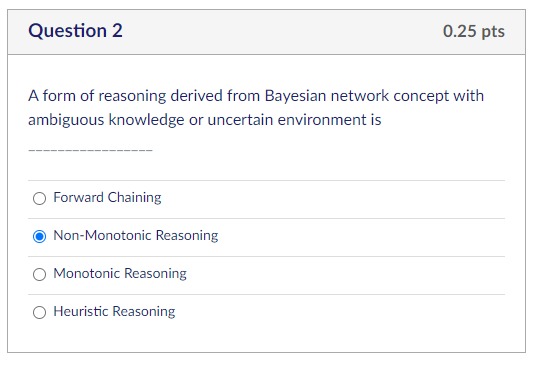 Question 2
0.25 pts
A form of reasoning derived from Bayesian network concept with
ambiguous knowledge or uncertain environment is
_________________
Forward Chaining
Non-Monotonic Reasoning
Monotonic Reasoning
Heuristic Reasoning